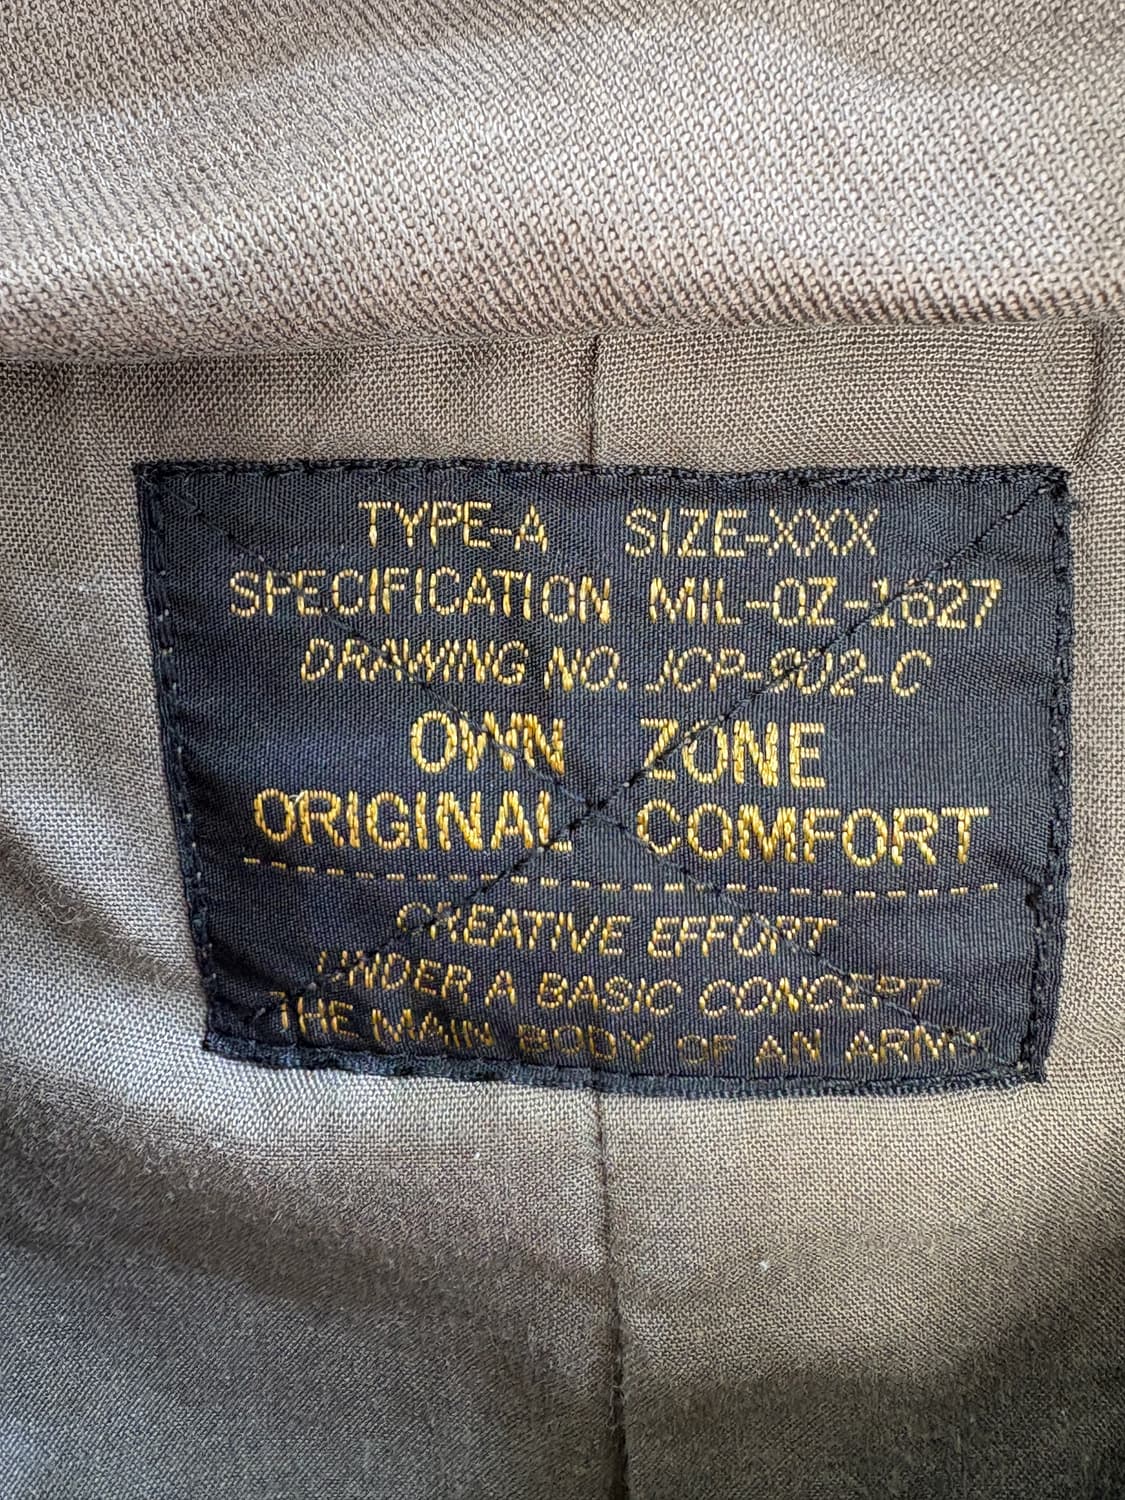 TYPE-A SIZE-XXX
SPECIFICATION MIL-OZ-1627
DRAWING NO. JCP-902-C
OWN ZONE
ORIGINAL COMFORT
CREATIVE EFFORT
UNDER A BASIC CONCEPT
THE MAIN BODY OF AN ARMY